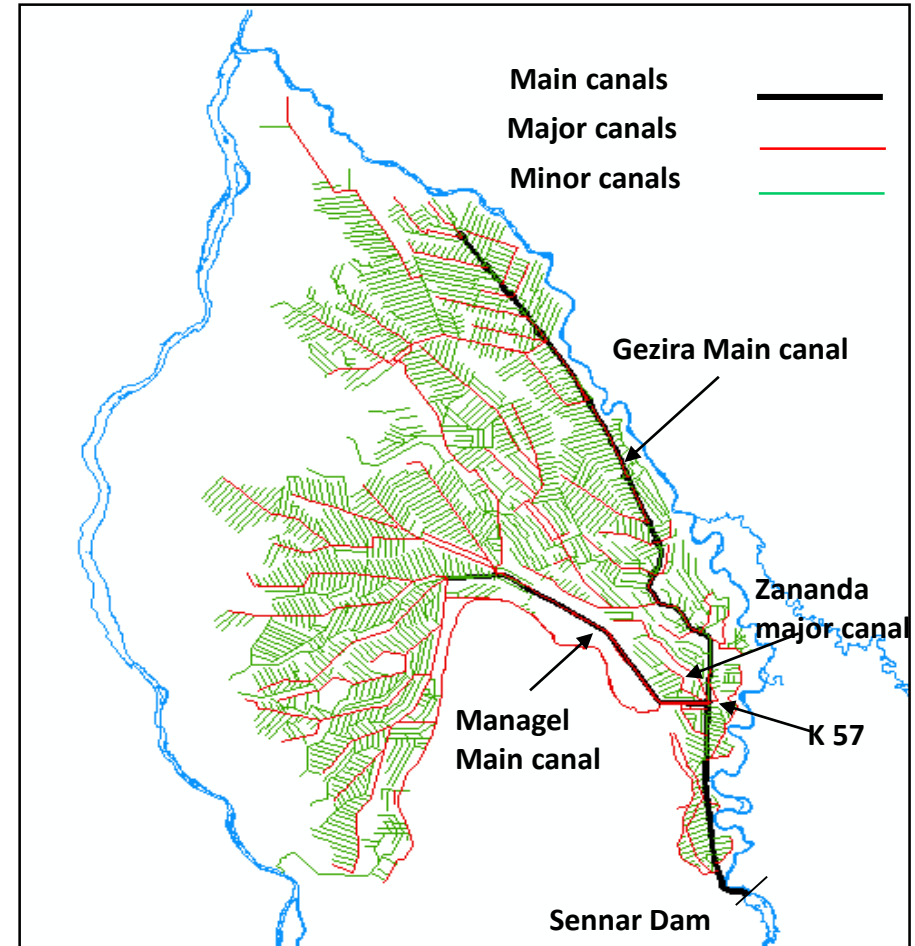 Main canals
Major canals
Minor canals
Gezira Main canal
Zananda
major canal
Managel
Main canal
K 57
Sennar Dam